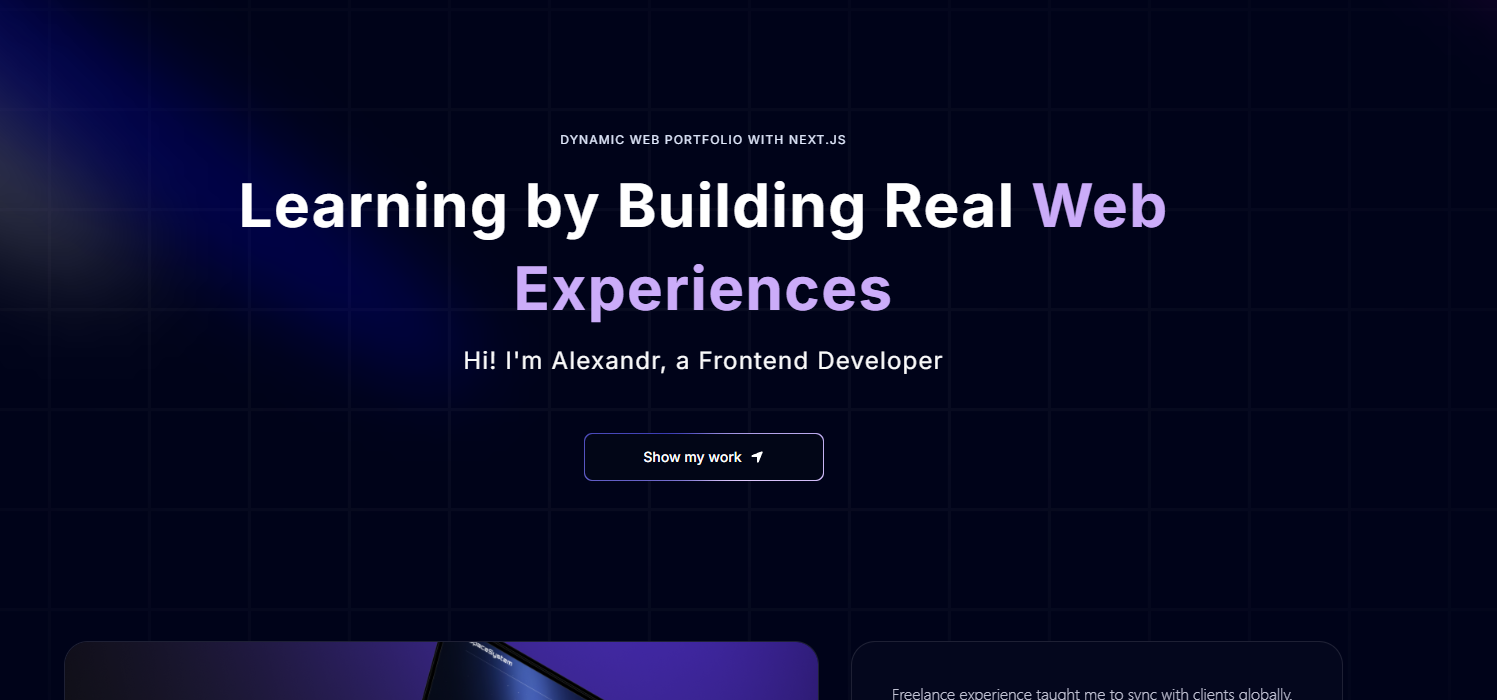 DYNAMIC WEB PORTFOLIO WITH NEXT.JS
Learning by Building Real Web
Experiences
Hi! I'm Alexandr, a Frontend Developer
Show my work
Freelance experience taught me to sync with clients globally,